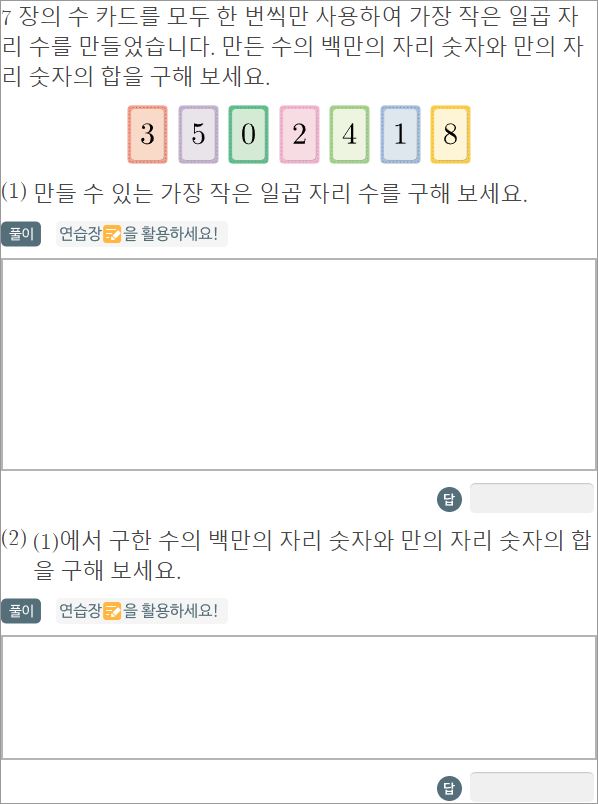 7 장의 수 카드를 모두 한 번씩만 사용하여 가장 작은 일곱 자
리 수를 만들었습니다. 만든 수의 백만의 자리 숫자와 만의 자
리 숫자의 합을 구해 보세요.
3 5 0 2 4 1 8
(1) 만들 수 있는 가장 작은 일곱 자리 수를 구해 보세요.
풀이 연습장을 활용하세요!
답
(2) (1)에서 구한 수의 백만의 자리 숫자와 만의 자리 숫자의 합
을 구해 보세요.
풀이 연습장을 활용하세요!
답